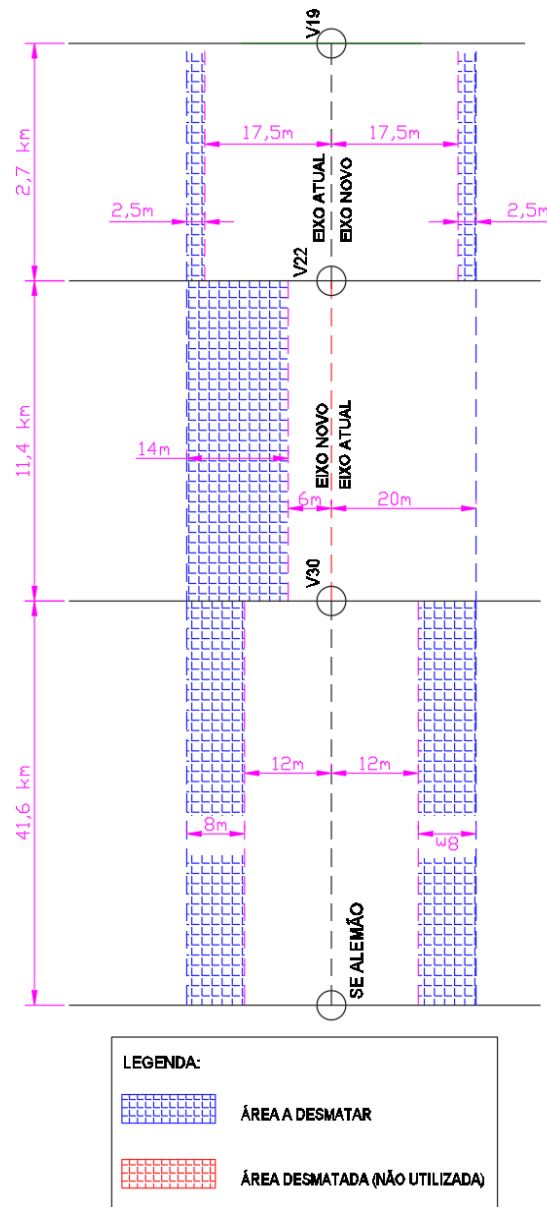 V19
17,5m
17,5m
2,7 km
EIXO ATUAL
EIXO NOVO
2,5m
2,5m
V22
11,4 km
EIXO NOVO
EIXO ATUAL
14m
6m
20m
V30
41,6 km
12m
12m
8m
8m
SE ALEMÃO
LEGENDA:
ÁREA A DESMATAR
ÁREA DESMATADA (NÃO UTILIZADA)